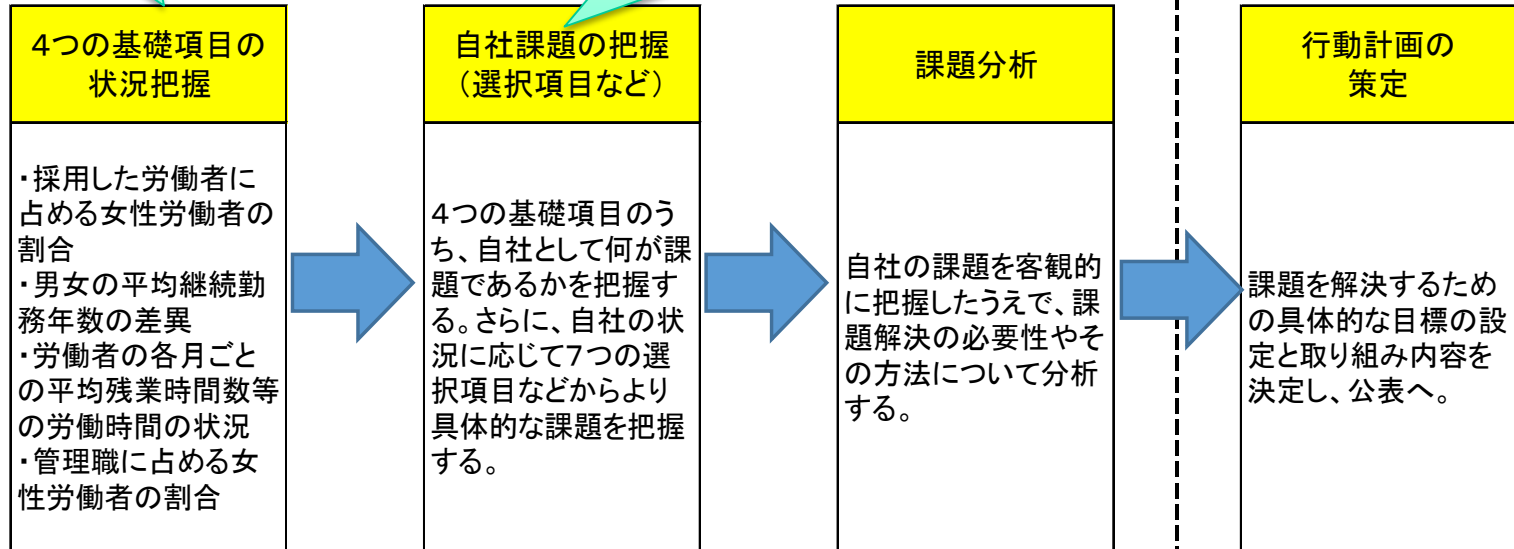 4つの基礎項目の
状況把握
・採用した労働者に
占める女性労働者の
割合
・男女の平均継続勤
務年数の差異
・労働者の各月ごと
の平均残業時間数等
の労働時間の状況
・管理職に占める女
性労働者の割合
自社課題の把握
（選択項目など）
４つの基礎項目のう
ち、自社として何が課
題であるかを把握す
る。さらに、自社の状
況に応じて７つの選
択項目などからより
具体的な課題を把握
する。
課題分析
自社の課題を客観的
に把握したうえで、課
題解決の必要性やそ
の方法について分析
する。
行動計画の
策定
課題を解決するため
の具体的な目標の設
定と取り組み内容を
決定し、公表へ。